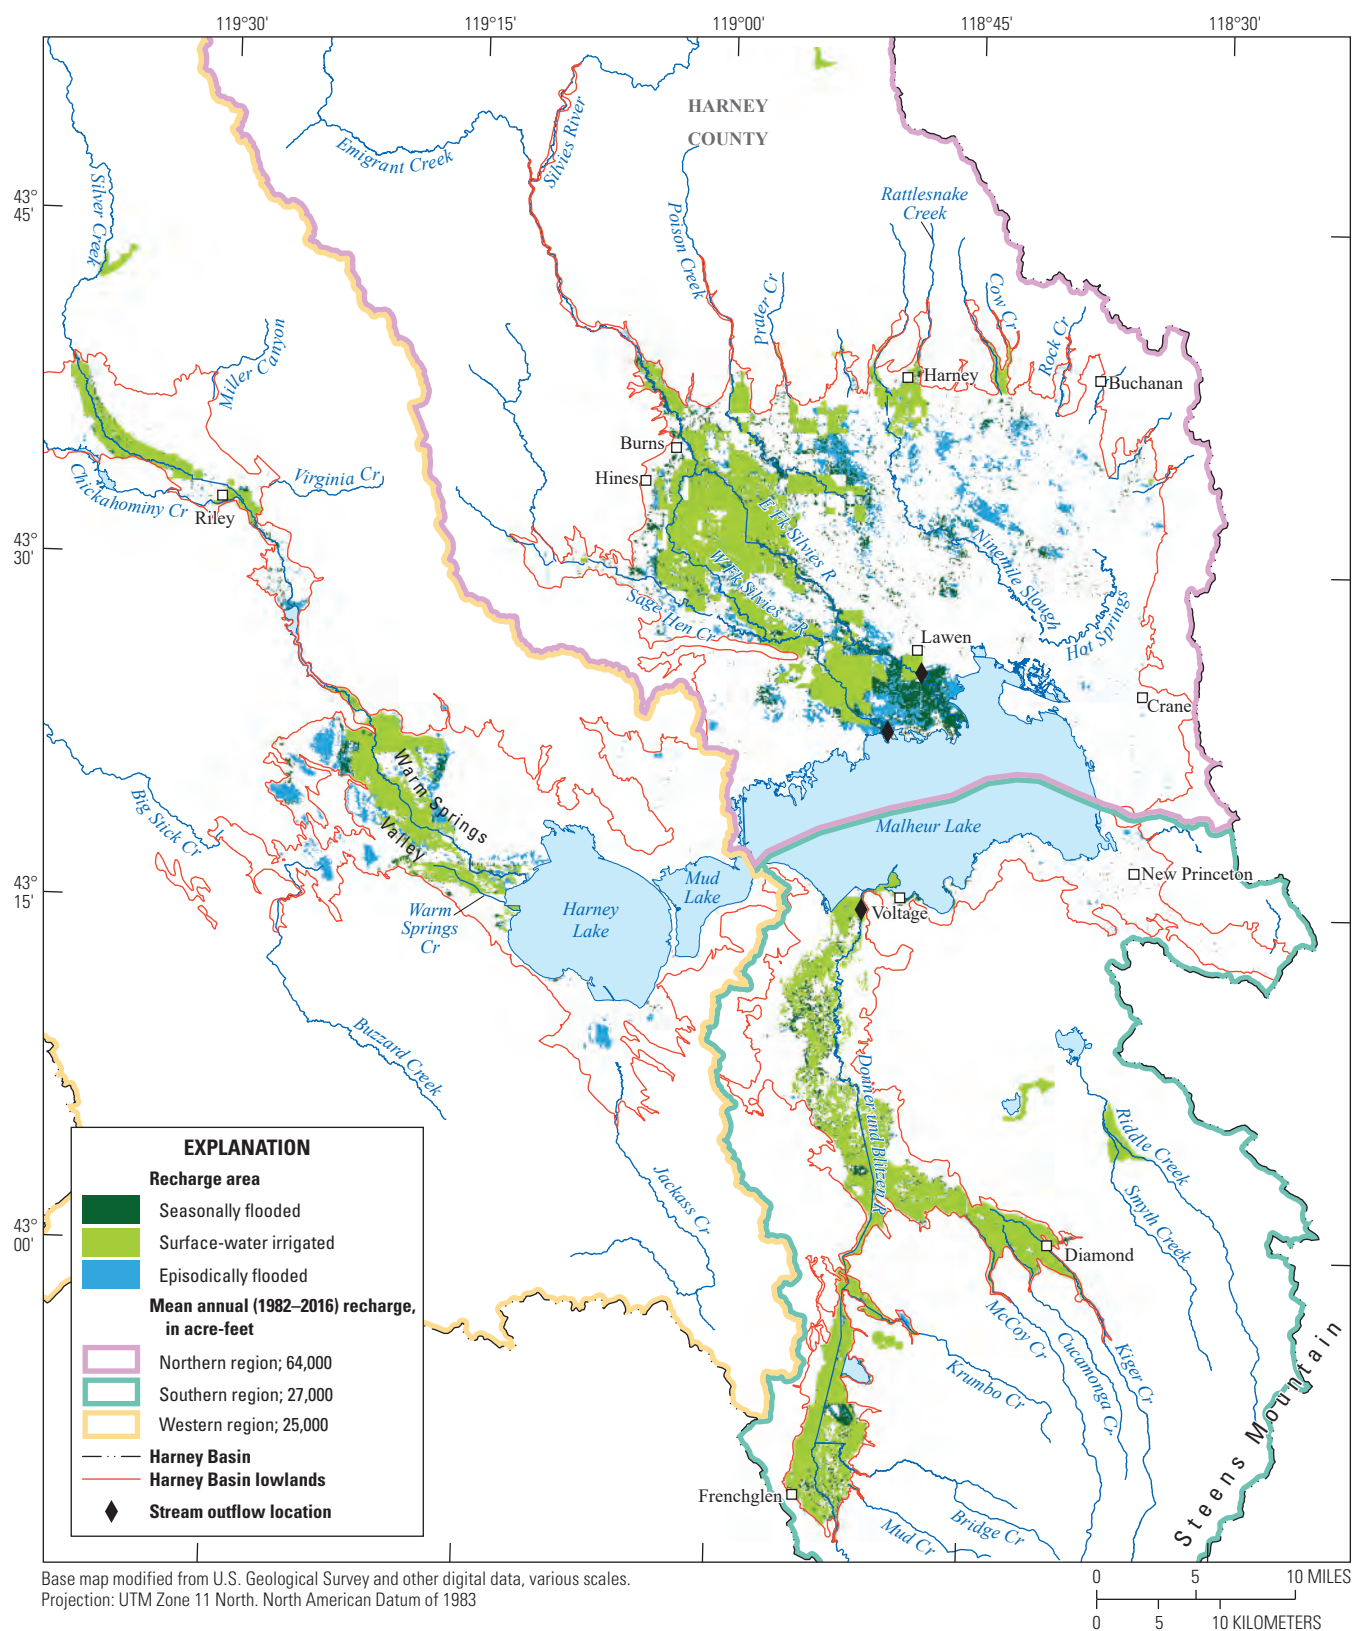 119°30'
119°15'
119°00'
118°45'
118°30'
HARNEY
COUNTY
Silvies River
Emigrant Creek
43°
45'
Silver Creek
Poison Creek
Rattlesnake
Creek
Prater Cr
Cow Cr
Rock Cr
Miller Canyon
Harney
Buchanan
Burns
Hines
Virginia Cr
Chickahominy Cr
Riley
E Fk Silvies R
43°
30'
W Fk Silvies R
Ninemile Slough
Sage Hen Cr
Hot Springs
Lawen
Crane
Warm Springs
Valley
Big Stick Cr
Malheur Lake
Mud
Lake
New Princeton
43°
15'
Warm
Springs
Cr
Harney
Lake
Voltage
Buzzard Creek
Donner und Blitzen R
Riddle Creek
Smyth Creek
Jackass Cr
43°
00'
Diamond
McCoy Cr
Cucamonga Cr
Kiger Cr
Krumbo Cr
Steens Mountain
Frenchglen
Bridge Cr
Mud Cr
EXPLANATION
Recharge area
Seasonally flooded
Surface-water irrigated
Episodically flooded
Mean annual (1982–2016) recharge,
in acre-feet
Northern region; 64,000
Southern region; 27,000
Western region; 25,000
Harney Basin
Harney Basin lowlands
Stream outflow location
Base map modified from U.S. Geological Survey and other digital data, various scales.
Projection: UTM Zone 11 North. North American Datum of 1983
0 5 10 MILES
0 5 10 KILOMETERS